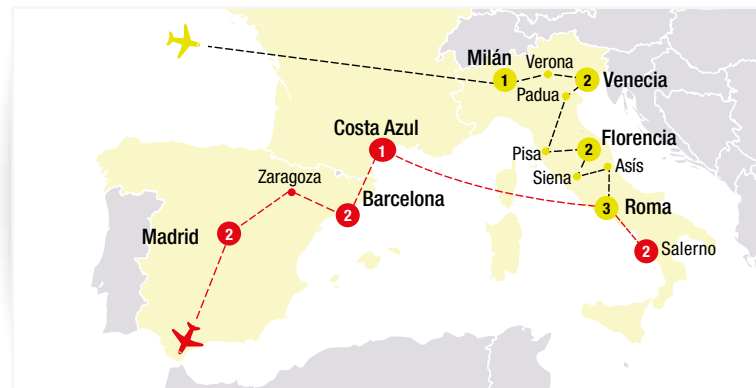 Milán
Verona
1
2
Venecia
Padua
Costa Azul
1
Florencia
2
Pisa
Asís
Siena
Zaragoza
Barcelona
2
3
Roma
Madrid
2
2
Salerno